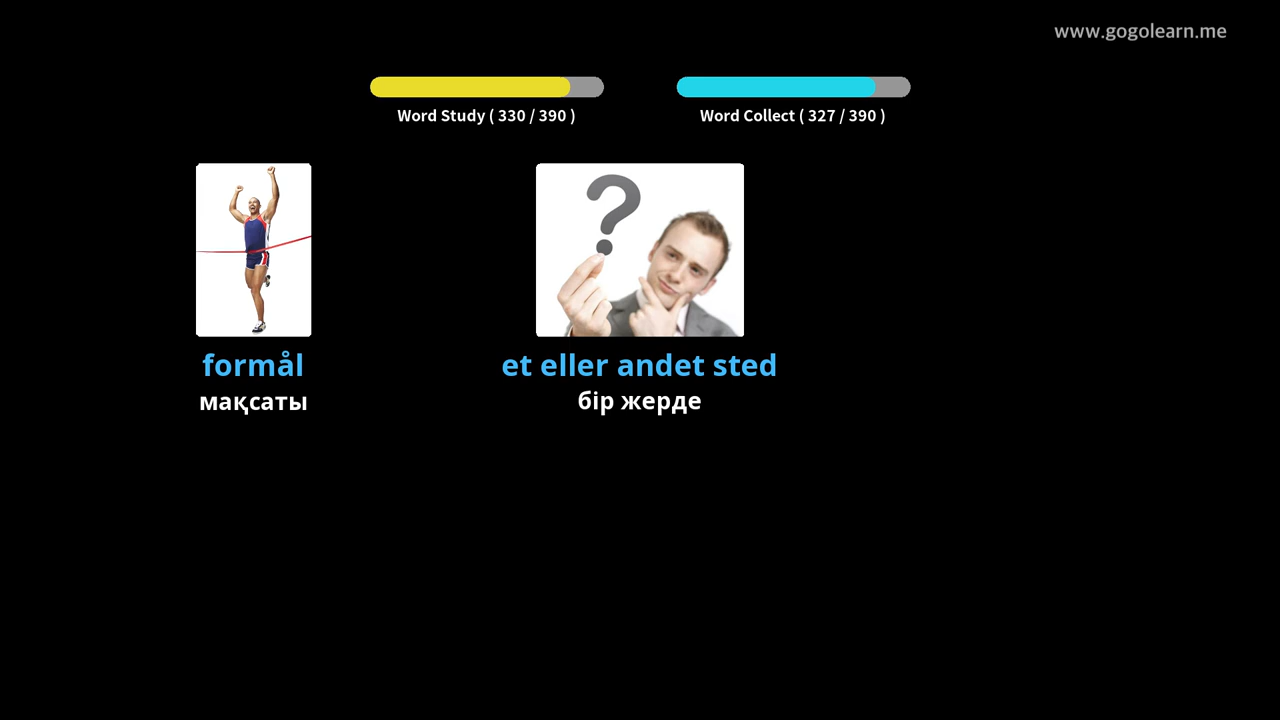 www.gogolearn.me
Word Study ( 330 / 390 )
Word Collect ( 327 / 390 )
formål
мақсаты
et eller andet sted
бір жерде